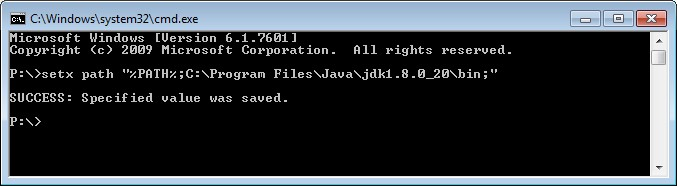 C:\Windows\system32\cmd.exe
Microsoft Windows [Version 6.1.7601]
Copyright (c) 2009 Microsoft Corporation.  All rights reserved.
P:\>setx path "%PATH%;C:\Program Files\Java\jdk1.8.0_20\bin;"
SUCCESS: Specified value was saved.
P:\>